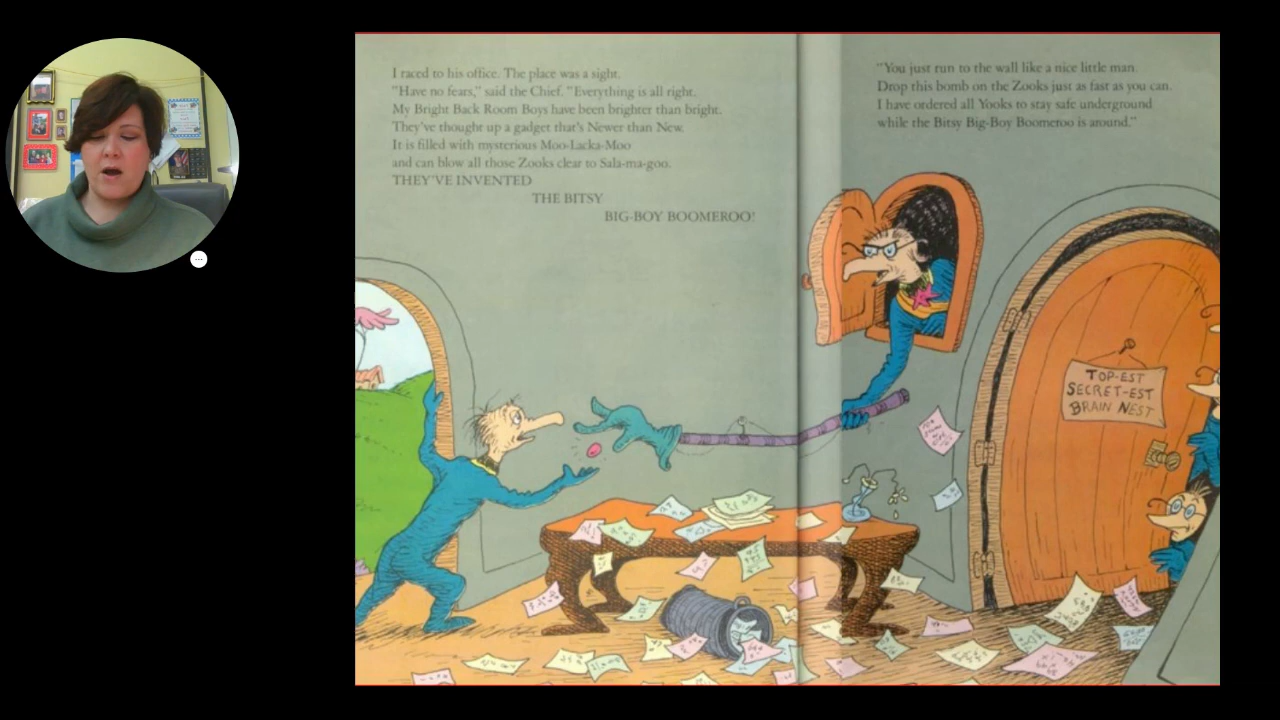 I raced to his office. The place was a sight.
"Have no fears," said the Chief. "Everything is all right.
My Bright Back Room Boys have been brighter than bright.
They've thought up a gadget that's Newer than New.
It is filled with mysterious Moo-Lacka-Moo
and can blow all those Zooks clear to Sala-ma-goo.
THEY'VE INVENTED
THE BITSY
BIG-BOY BOOMEROO!
"You just run to the wall like a nice little man.
Drop this bomb on the Zooks just as fast as you can.
I have ordered all Yooks to stay safe underground
while the Bitsy Big-Boy Boomeroo is around."
TOP-EST
SECRET-EST
BRAIN NEST